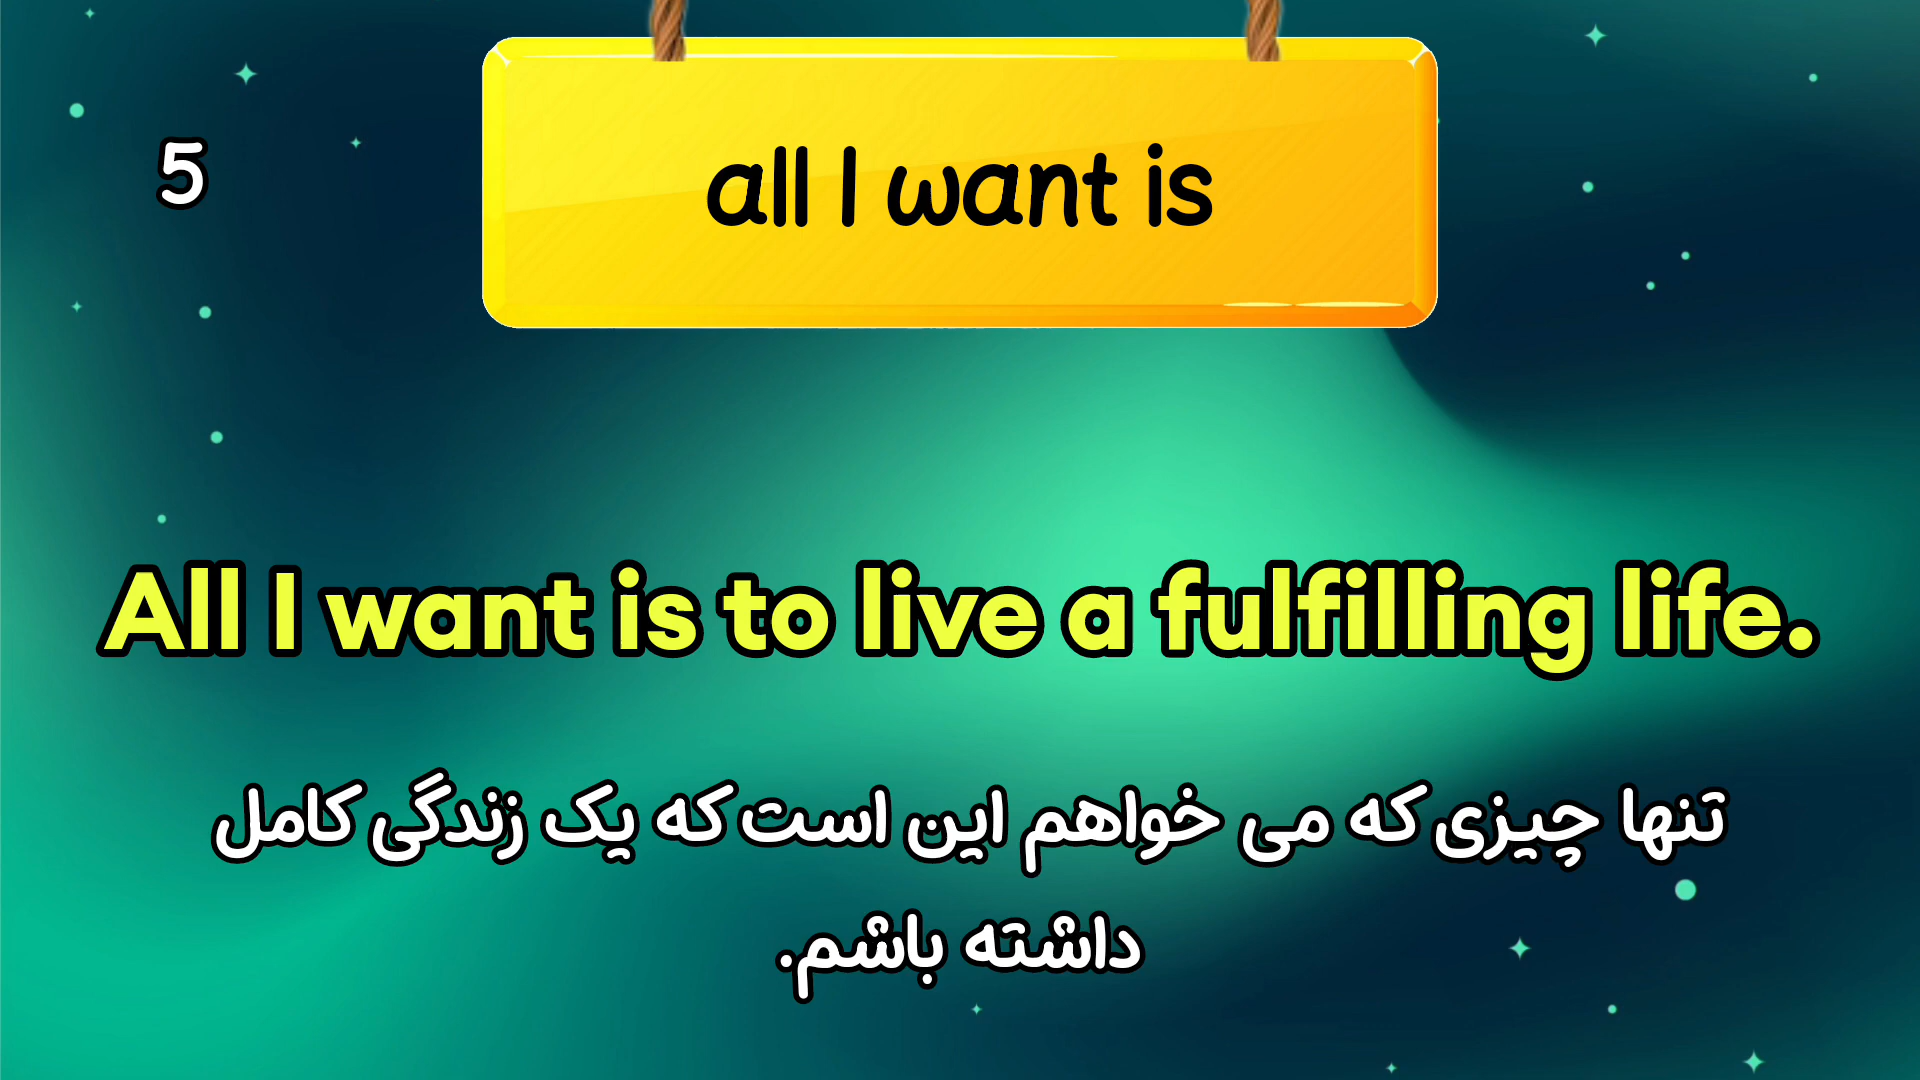 5
all I want is
All I want is to live a fulfilling life.
تنها چیزی که می خواهم این است که یک زندگی کامل
داشته باشم.